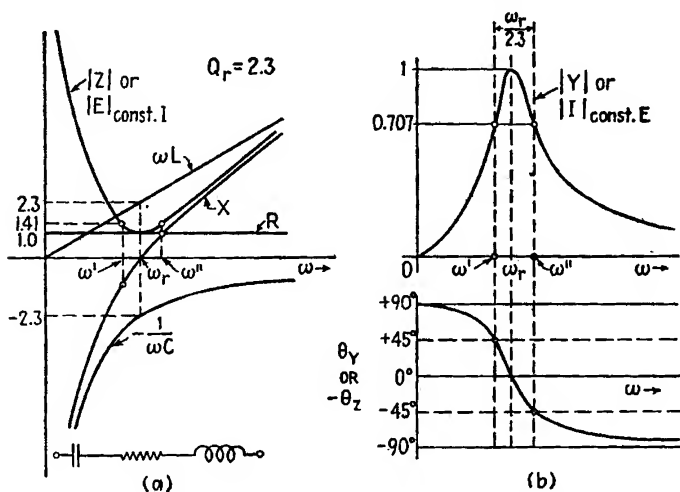 |Z| or
|E|const. I
Qr = 2.3
ωL
X
R
2.3
1.41
1.0
ω'
ωr
ω"
ω→
-2.3
-1/ωC
(a)
ωr/2.3
1
|Y| or
|I|const. E
0.707
0
ω'
ωr
ω"
ω→
+90°
+45°
θY
OR
-θZ
0°
ω→
-45°
-90°
(b)